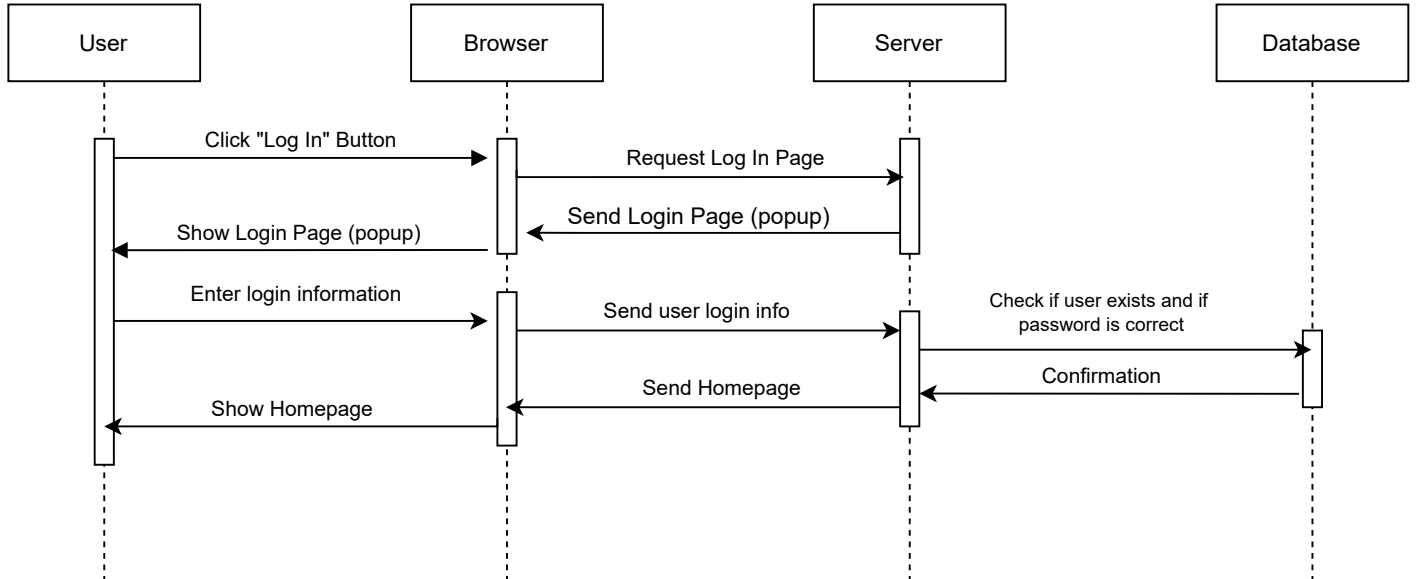 User
Browser
Server
Database
Click "Log In" Button
Request Log In Page
Send Login Page (popup)
Show Login Page (popup)
Enter login information
Send user login info
Check if user exists and if
password is correct
Confirmation
Send Homepage
Show Homepage